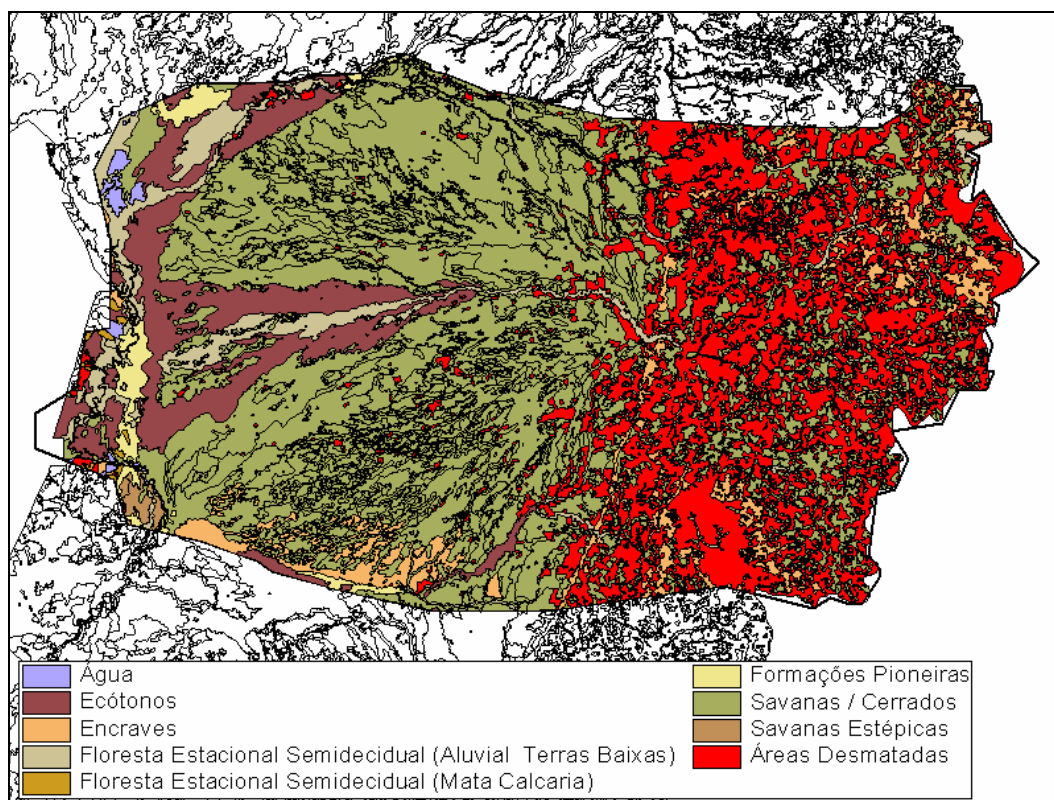 Água
Ecótonos
Encraves
Floresta Estacional Semidecidual (Aluvial Terras Baixas)
Floresta Estacional Semidecidual (Mata Calcaria)
Formações Pioneiras
Savanas / Cerrados
Savanas Estépicas
Áreas Desmatadas